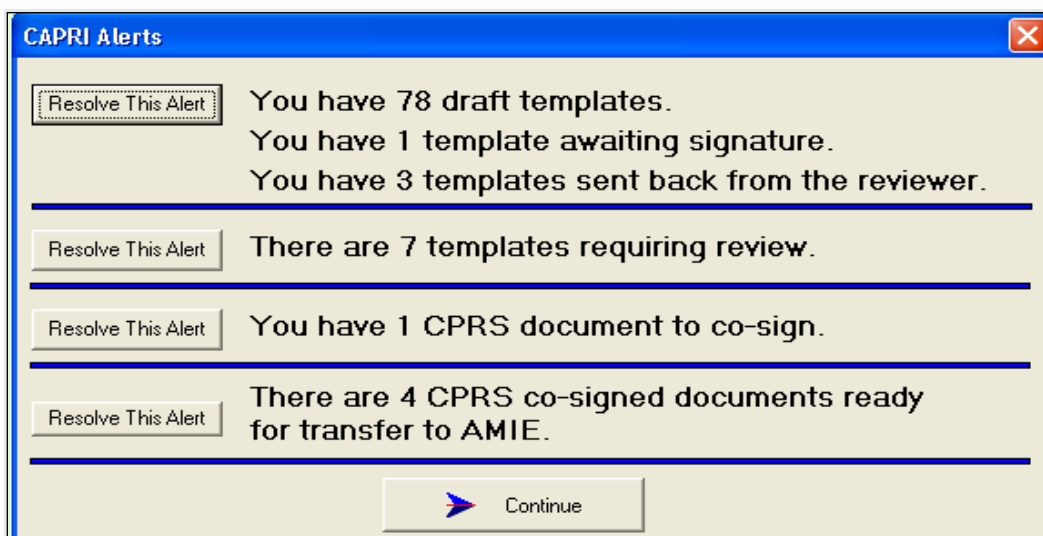 CAPRI Alerts
Resolve This Alert
You have 78 draft templates.
You have 1 template awaiting signature.
You have 3 templates sent back from the reviewer.
Resolve This Alert
There are 7 templates requiring review.
Resolve This Alert
You have 1 CPRS document to co-sign.
Resolve This Alert
There are 4 CPRS co-signed documents ready
for transfer to AMIE.
Continue